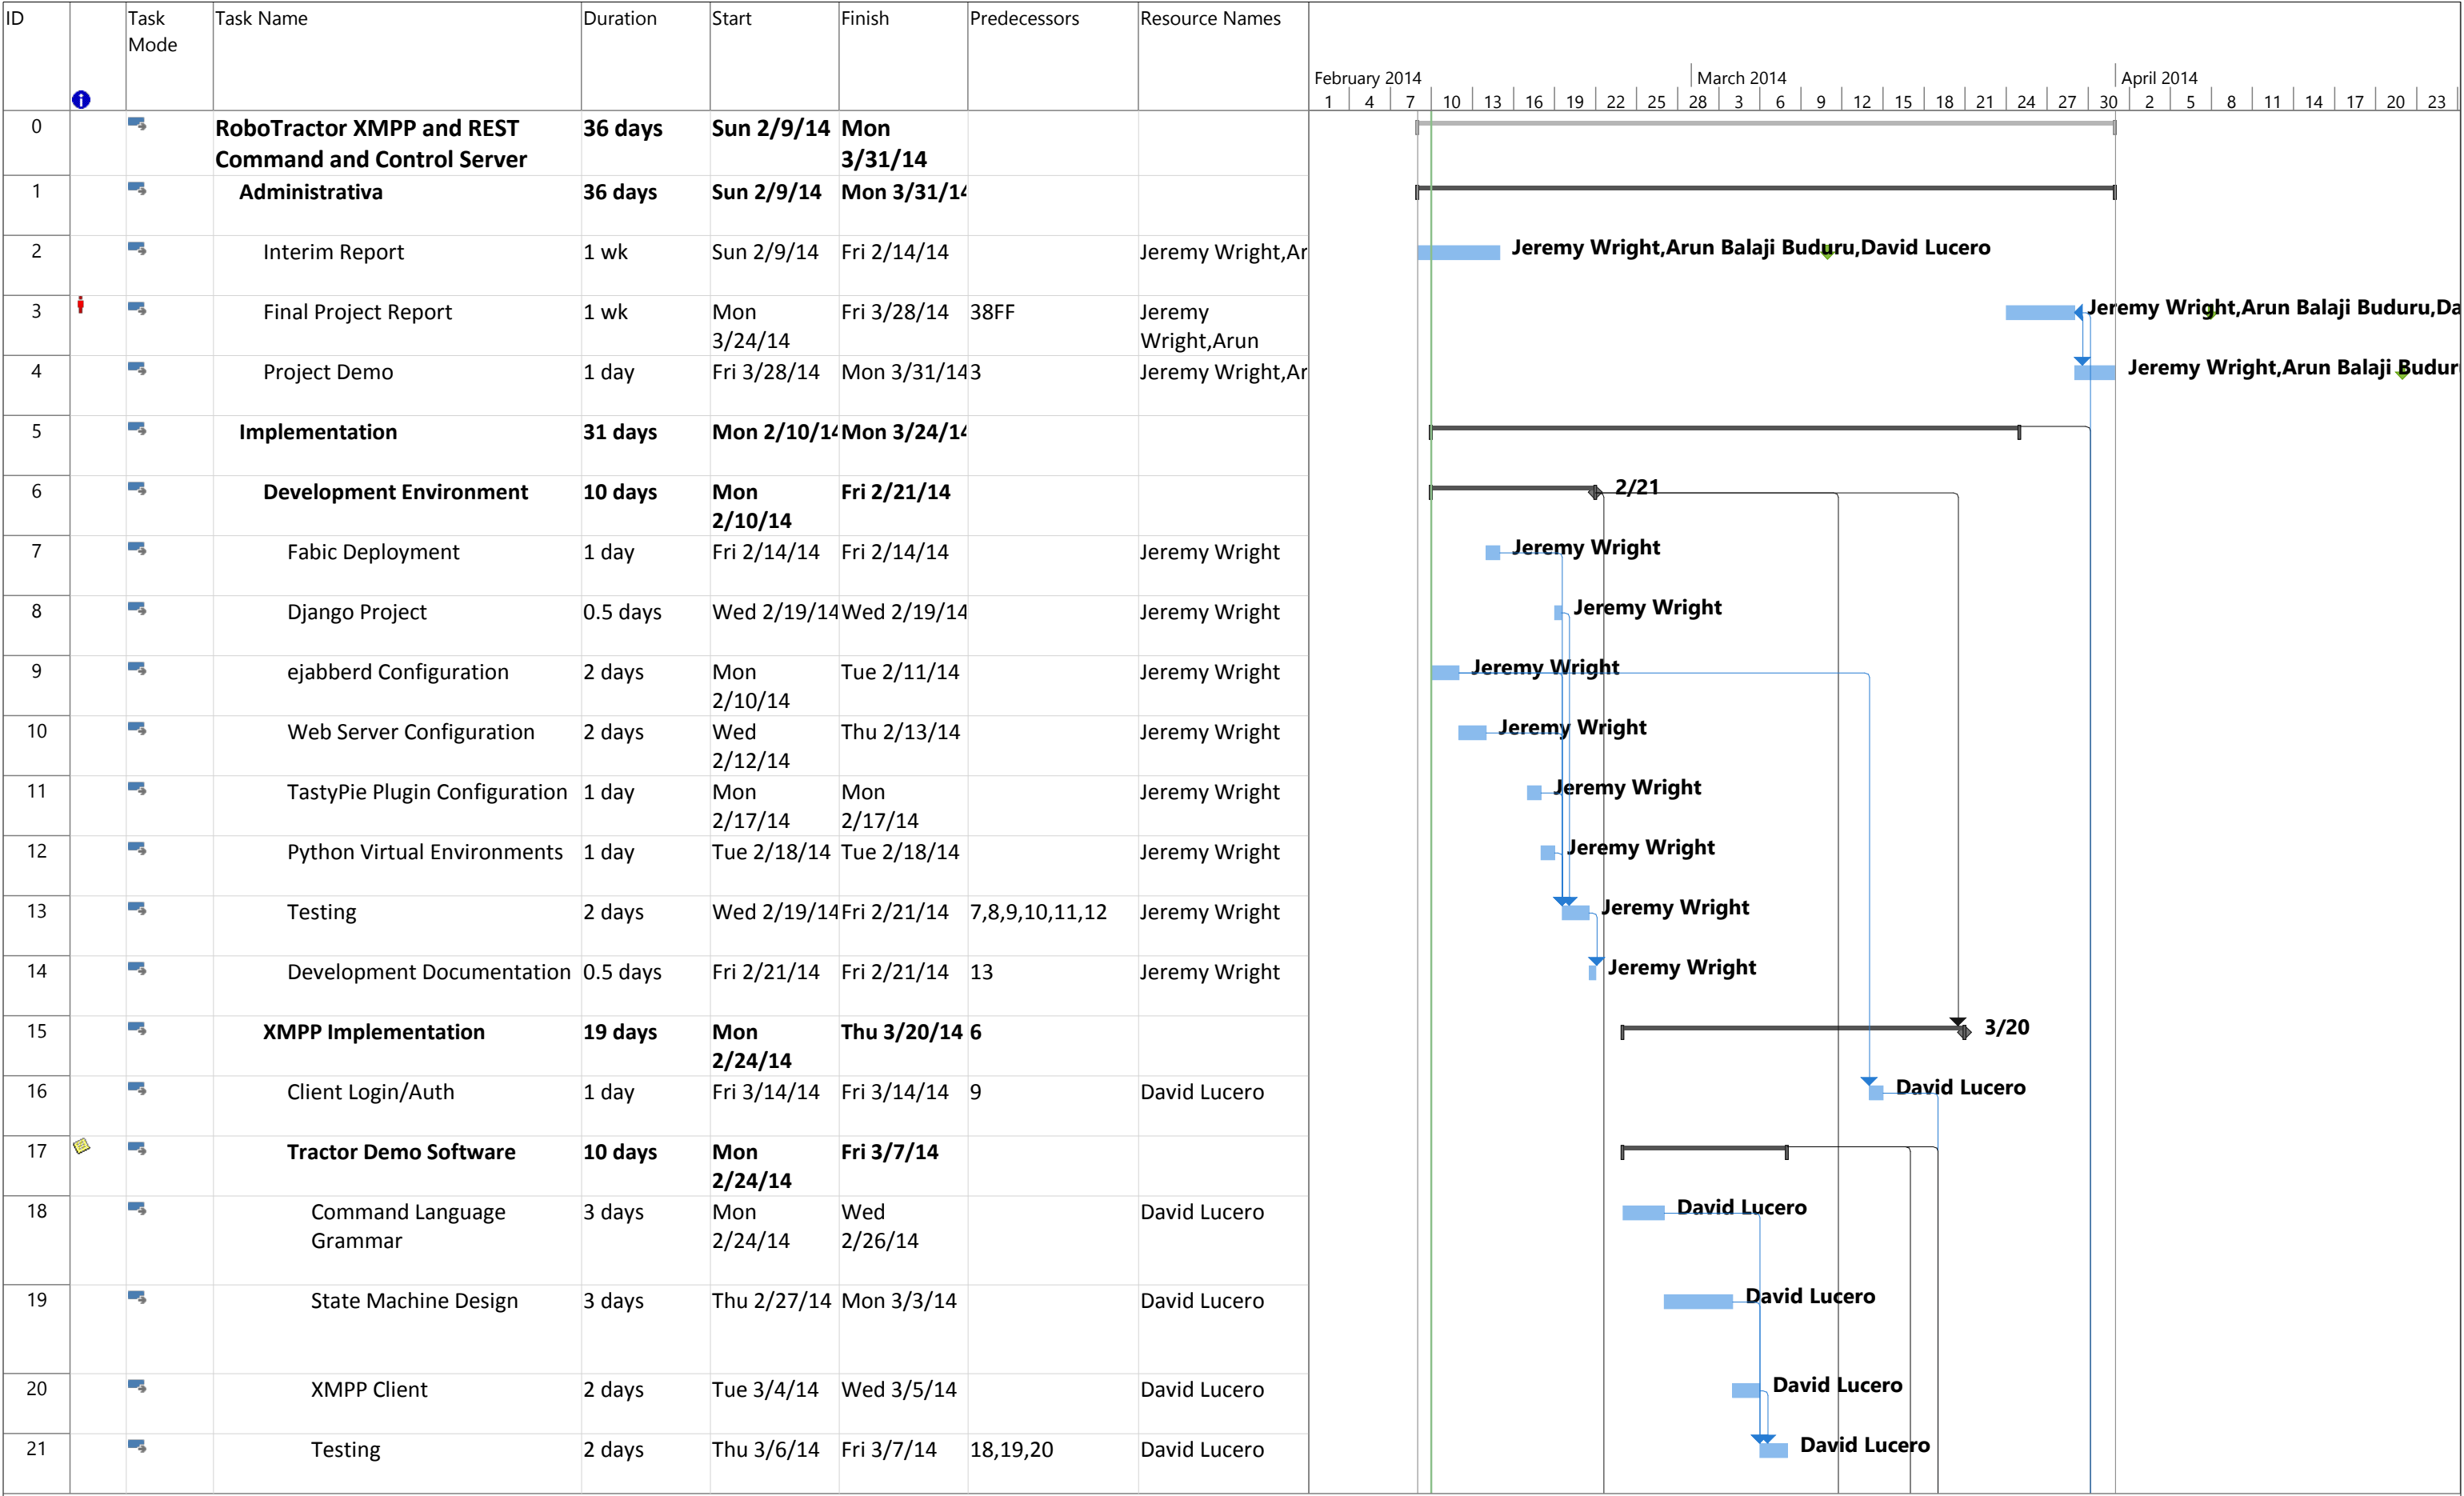 ID Task Mode Task Name Duration Start Finish Predecessors Resource Names
February 2014 March 2014 April 2014
1 4 7 10 13 16 19 22 25 28 3 6 9 12 15 18 21 24 27 30 2 5 8 11 14 17 20 23
0 RoboTractor XMPP and REST 36 days Sun 2/9/14 Mon
Command and Control Server 3/31/14
1 Administrativa 36 days Sun 2/9/14 Mon 3/31/14
2 Interim Report 1 wk Sun 2/9/14 Fri 2/14/14 Jeremy Wright,Ar Jeremy Wright,Arun Balaji Buduru,David Lucero
3 Final Project Report 1 wk Mon Fri 3/28/14 38FF Jeremy Jeremy Wright,Arun Balaji Buduru,Da
3/24/14 Wright,Arun
4 Project Demo 1 day Fri 3/28/14 Mon 3/31/14 3 Jeremy Wright,Ar Jeremy Wright,Arun Balaji Budur
5 Implementation 31 days Mon 2/10/14 Mon 3/24/14
6 Development Environment 10 days Mon Fri 2/21/14 2/21
2/10/14
7 Fabic Deployment 1 day Fri 2/14/14 Fri 2/14/14 Jeremy Wright Jeremy Wright
8 Django Project 0.5 days Wed 2/19/14 Wed 2/19/14 Jeremy Wright Jeremy Wright
9 ejabberd Configuration 2 days Mon Tue 2/11/14 Jeremy Wright Jeremy Wright
2/10/14
10 Web Server Configuration 2 days Wed Thu 2/13/14 Jeremy Wright Jeremy Wright
2/12/14
11 TastyPie Plugin Configuration 1 day Mon Mon Jeremy Wright Jeremy Wright
2/17/14 2/17/14
12 Python Virtual Environments 1 day Tue 2/18/14 Tue 2/18/14 Jeremy Wright Jeremy Wright
13 Testing 2 days Wed 2/19/14 Fri 2/21/14 7,8,9,10,11,12 Jeremy Wright Jeremy Wright
14 Development Documentation 0.5 days Fri 2/21/14 Fri 2/21/14 13 Jeremy Wright Jeremy Wright
15 XMPP Implementation 19 days Mon Thu 3/20/14 6 3/20
2/24/14
16 Client Login/Auth 1 day Fri 3/14/14 Fri 3/14/14 9 David Lucero David Lucero
17 Tractor Demo Software 10 days Mon Fri 3/7/14
2/24/14
18 Command Language 3 days Mon Wed David Lucero David Lucero
Grammar 2/24/14 2/26/14
19 State Machine Design 3 days Thu 2/27/14 Mon 3/3/14 David Lucero David Lucero
20 XMPP Client 2 days Tue 3/4/14 Wed 3/5/14 David Lucero David Lucero
21 Testing 2 days Thu 3/6/14 Fri 3/7/14 18,19,20 David Lucero David Lucero